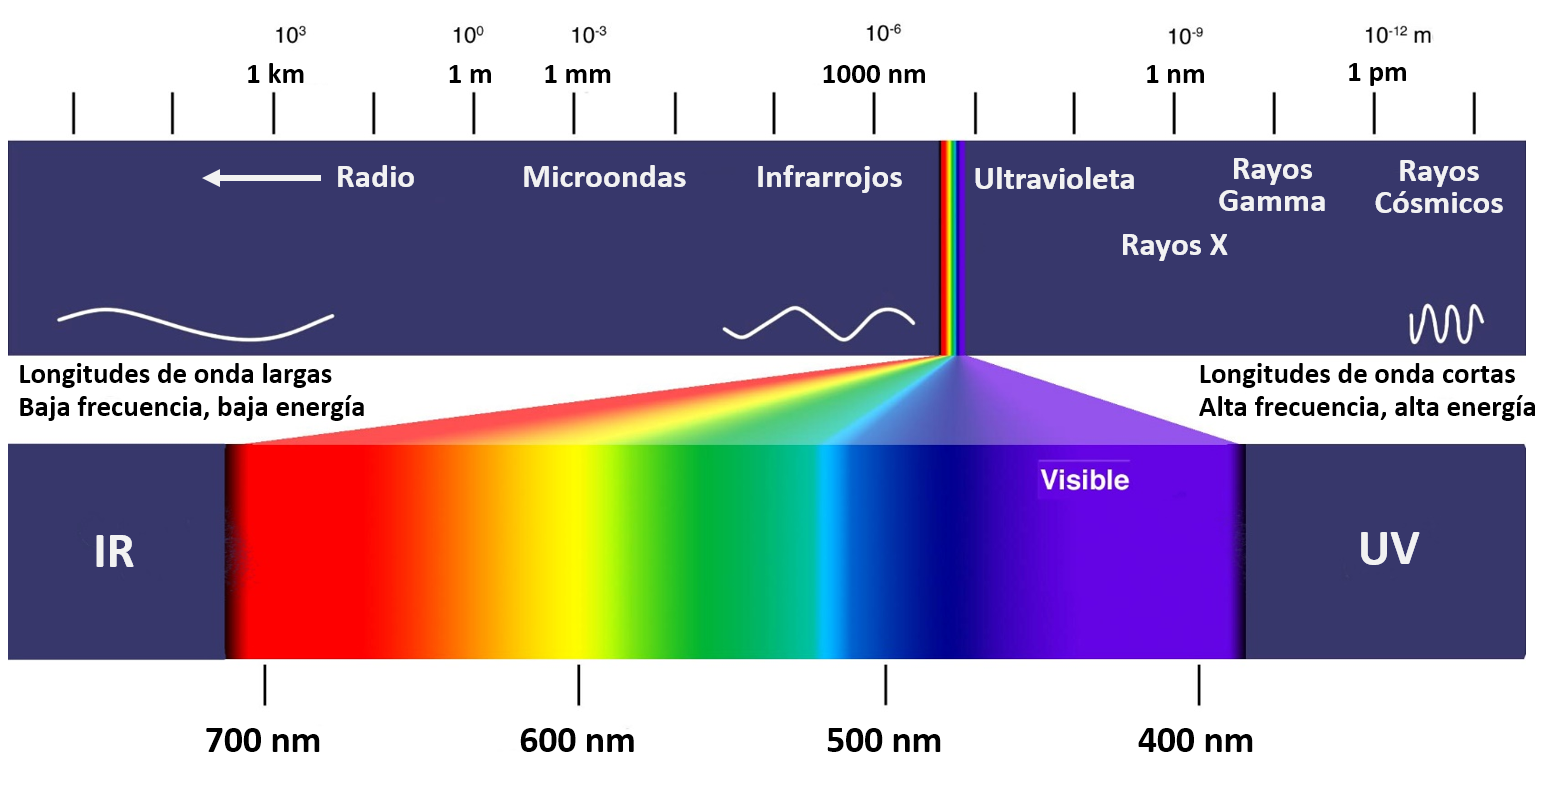 10³ 10⁰ 10⁻³ 10⁻⁶ 10⁻⁹ 10⁻¹² m
1 km 1 m 1 mm 1000 nm 1 nm 1 pm
Radio Microondas Infrarrojos Ultravioleta
Rayos
Gamma
Rayos
Cósmicos
Rayos X
Longitudes de onda largas
Baja frecuencia, baja energía
Longitudes de onda cortas
Alta frecuencia, alta energía
Visible
IR UV
700 nm 600 nm 500 nm 400 nm